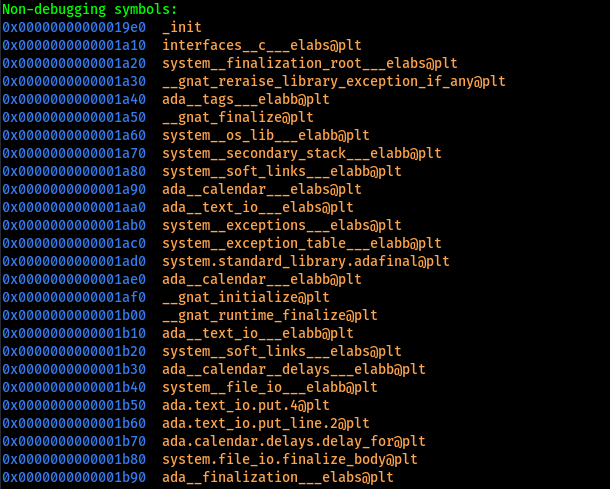 Non-debugging symbols:
0x00000000000019e0  _init
0x0000000000001a10  interfaces__c___elabs@plt
0x0000000000001a20  system__finalization_root___elabs@plt
0x0000000000001a30  __gnat_reraise_library_exception_if_any@plt
0x0000000000001a40  ada__tags___elabb@plt
0x0000000000001a50  __gnat_finalize@plt
0x0000000000001a60  system__os_lib___elabb@plt
0x0000000000001a70  system__secondary_stack___elabb@plt
0x0000000000001a80  system__soft_links___elabb@plt
0x0000000000001a90  ada__calendar___elabs@plt
0x0000000000001aa0  ada__text_io___elabs@plt
0x0000000000001ab0  system__exceptions___elabs@plt
0x0000000000001ac0  system__exception_table___elabb@plt
0x0000000000001ad0  system.standard_library.adafinal@plt
0x0000000000001ae0  ada__calendar___elabb@plt
0x0000000000001af0  __gnat_initialize@plt
0x0000000000001b00  __gnat_runtime_finalize@plt
0x0000000000001b10  ada__text_io___elabb@plt
0x0000000000001b20  system__soft_links___elabs@plt
0x0000000000001b30  ada__calendar__delays___elabb@plt
0x0000000000001b40  system__file_io___elabb@plt
0x0000000000001b50  ada.text_io.put.4@plt
0x0000000000001b60  ada.text_io.put_line.2@plt
0x0000000000001b70  ada.calendar.delays.delay_for@plt
0x0000000000001b80  system.file_io.finalize_body@plt
0x0000000000001b90  ada__finalization___elabs@plt